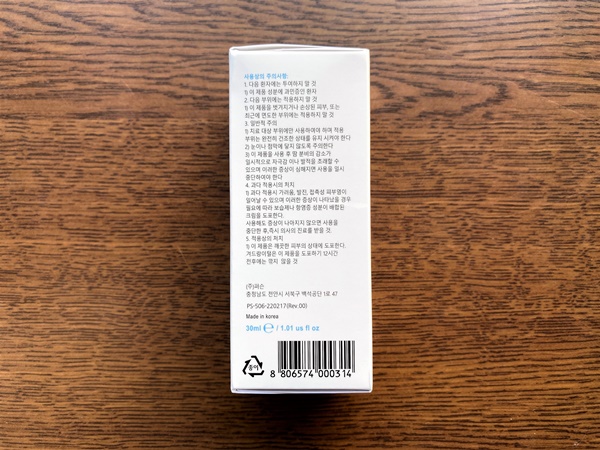 사용상의 주의사항:
1. 다음 환자에는 투여하지 말 것
1) 이 제품 성분에 과민증인 환자
2. 다음 부위에는 적용하지 말 것
1) 이 제품을 벗겨지거나 손상된 피부, 또는
최근에 면도한 부위에는 적용하지 말 것
3. 일반적 주의
1) 치료 대상 부위에만 사용하여야 하며 적용
부위는 완전히 건조한 상태를 유지 시켜야 한다
2) 눈이나 점막에 닿지 않도록 주의한다
3) 이 제품을 사용 후 땀 분비의 감소가
일시적으로 자극감 이나 발적을 초래할 수
있으며 이러한 증상이 심해지면 사용을 일시
중단하여야 한다
4. 과다 적용시의 처치
1) 과다 적용시 가려움, 발진, 접촉성 피부염이
일어날 수 있으며 이러한 증상이 나타났을 경우
필요에 따라 보습제나 항염증 성분이 배합된
크림을 도포한다.
사용해도 증상이 나아지지 않으면 사용을
중단한 후,즉시 의사의 진료를 받을 것.
5. 적용상의 처치
1) 이 제품은 깨끗한 피부의 상태에 도포한다.
겨드랑이털은 이 제품을 도포하기 12시간
전후에는 깎지 않을 것
(주)퍼슨
충청남도 천안시 서북구 백석공단 1로 47
PS-S06-220217(Rev.00)
Made in korea
30ml ℮ / 1.01 us fl oz
종이
8 806574 000314